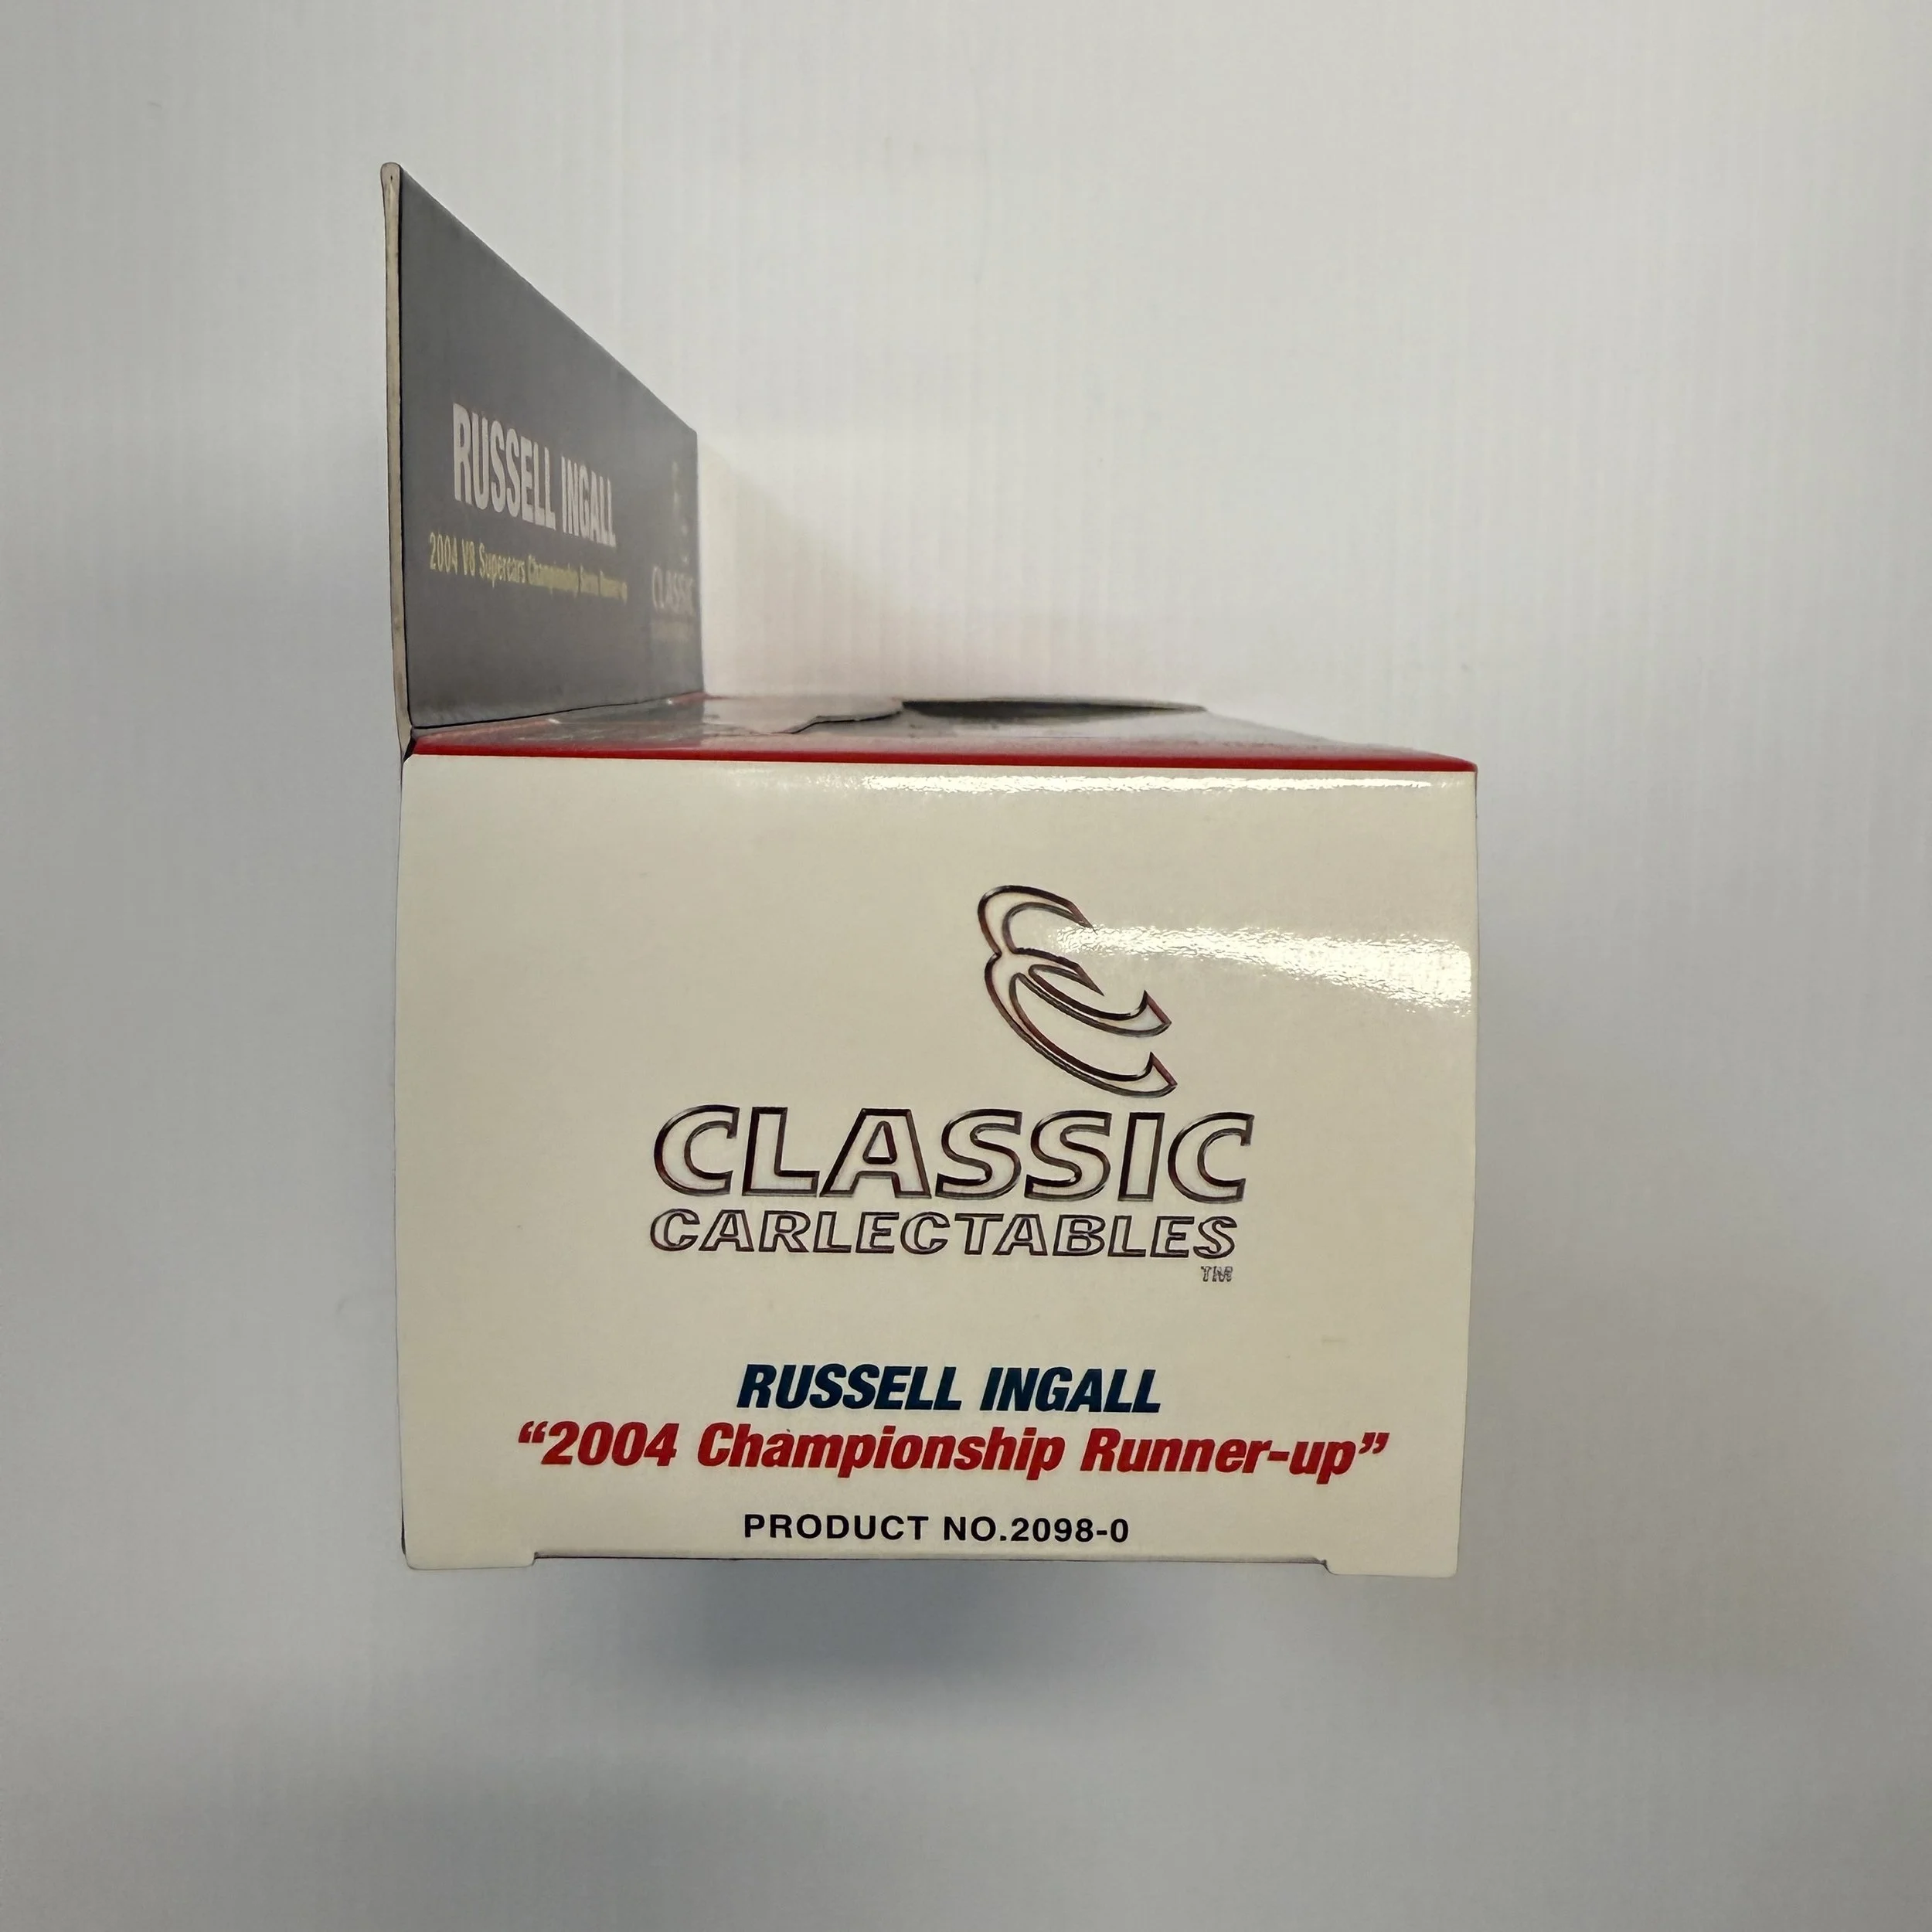 RUSSELL INGALL
2004 V8 Supercars Championship Series Runner-up
CLASSIC
CLASSIC
CARLECTABLES
TM
RUSSELL INGALL
“2004 Championship Runner-up”
PRODUCT NO.2098-0